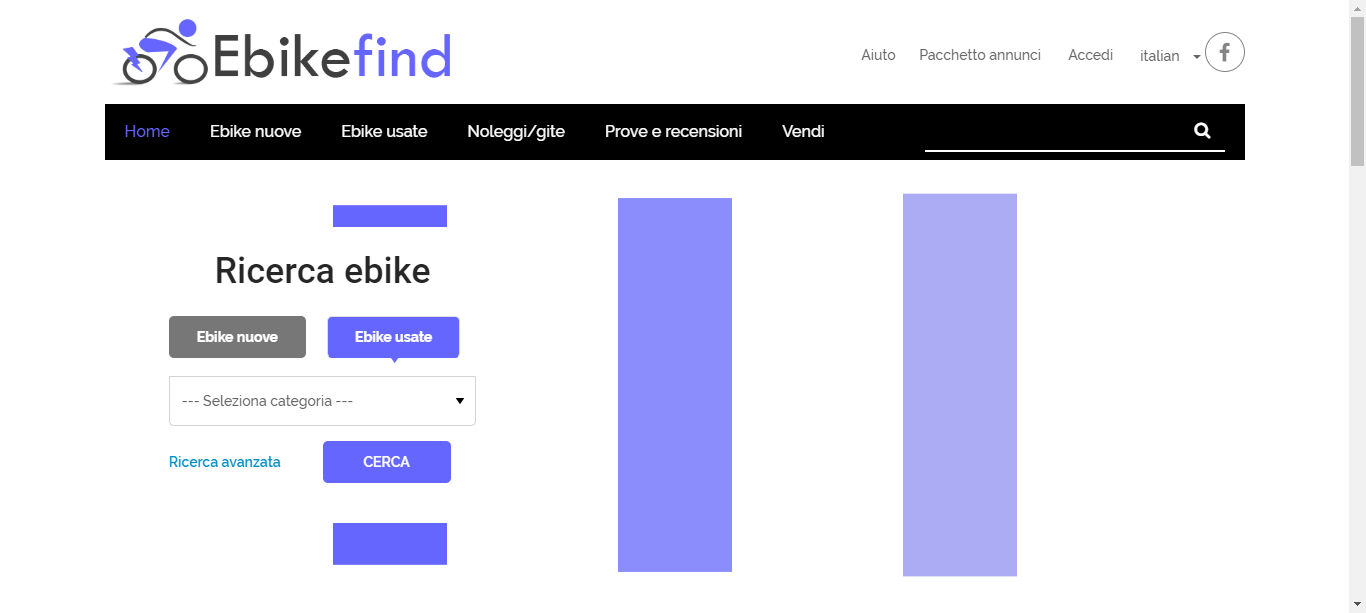 Ebikefind
Aiuto Pacchetto annunci Accedi italian
Home Ebike nuove Ebike usate Noleggi/gite Prove e recensioni Vendi
Ricerca ebike
Ebike nuove Ebike usate
--- Seleziona categoria ---
Ricerca avanzata CERCA